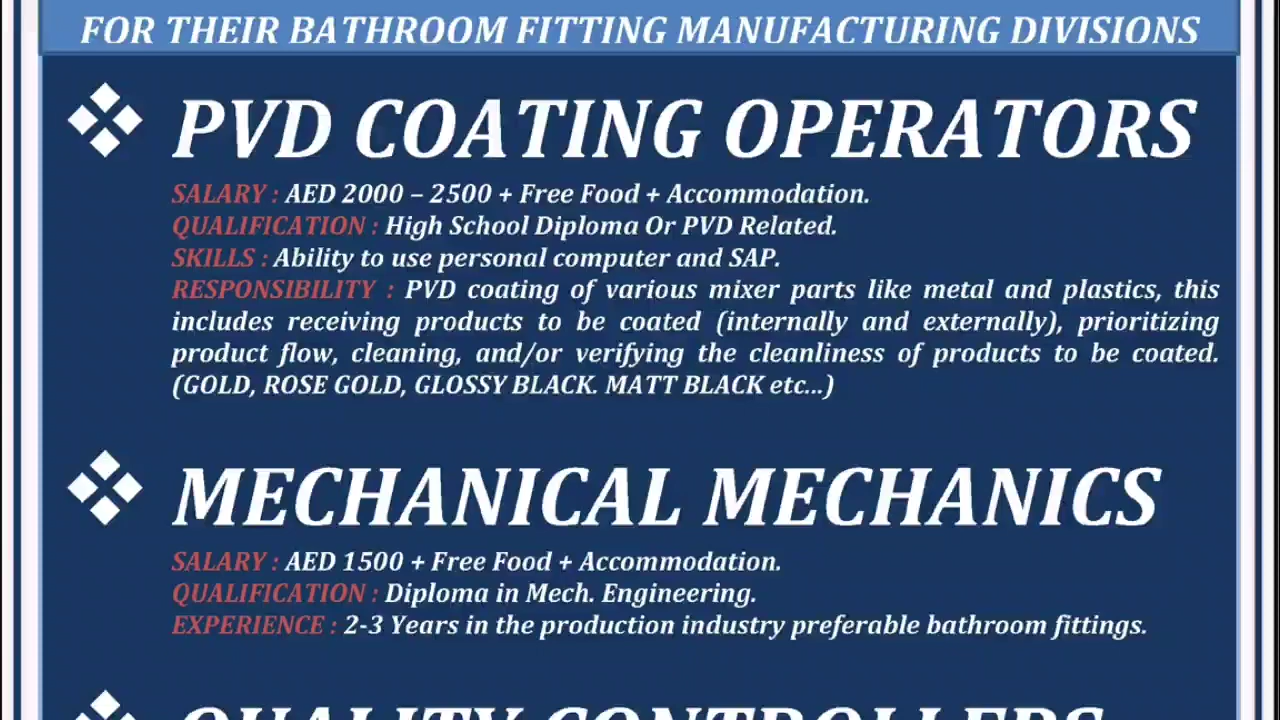 FOR THEIR BATHROOM FITTING MANUFACTURING DIVISIONS
PVD COATING OPERATORS
SALARY : AED 2000 – 2500 + Free Food + Accommodation.
QUALIFICATION : High School Diploma Or PVD Related.
SKILLS : Ability to use personal computer and SAP.
RESPONSIBILITY : PVD coating of various mixer parts like metal and plastics, this
includes receiving products to be coated (internally and externally), prioritizing
product flow, cleaning, and/or verifying the cleanliness of products to be coated.
(GOLD, ROSE GOLD, GLOSSY BLACK. MATT BLACK etc...)
MECHANICAL MECHANICS
SALARY : AED 1500 + Free Food + Accommodation.
QUALIFICATION : Diploma in Mech. Engineering.
EXPERIENCE : 2-3 Years in the production industry preferable bathroom fittings.
QUALITY CONTROLLERS